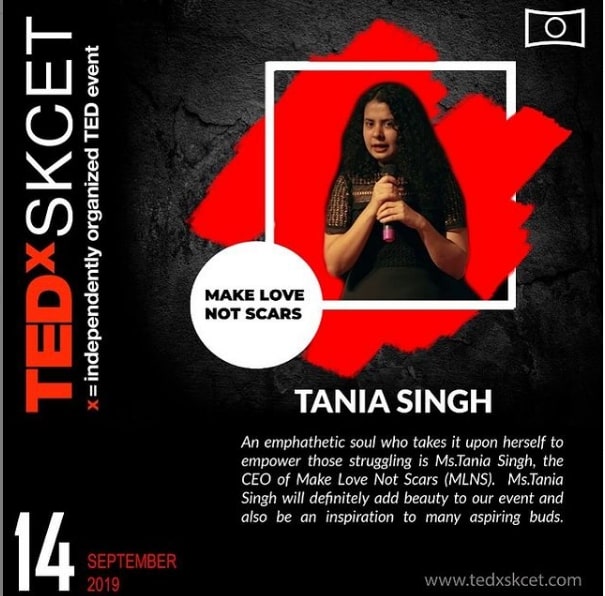 TEDxSKCET
x = independently organized TED event
MAKE LOVE
NOT SCARS
TANIA SINGH
An emphathetic soul who takes it upon herself to
empower those struggling is Ms.Tania Singh, the
CEO of Make Love Not Scars (MLNS). Ms.Tania
Singh will definitely add beauty to our event and
also be an inspiration to many aspiring buds.
14
SEPTEMBER
2019
www.tedxskcet.com